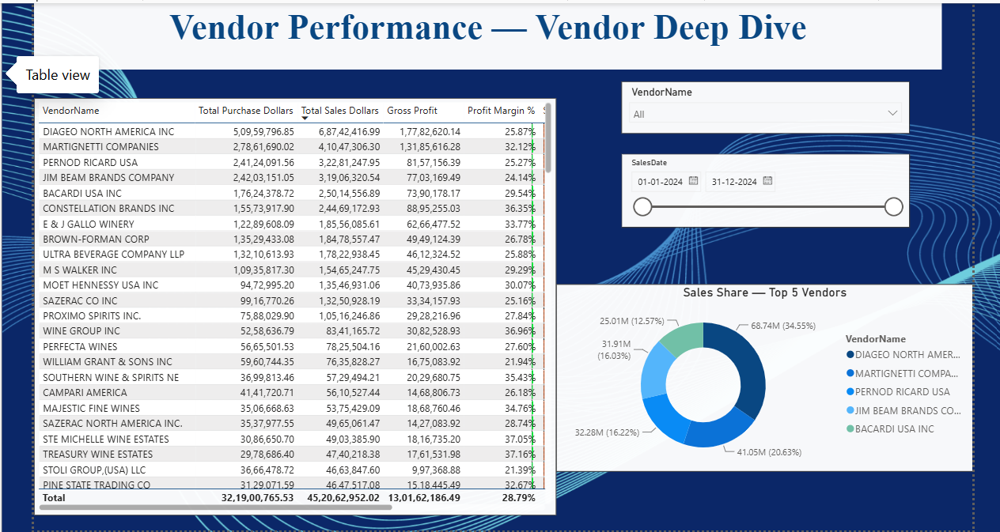 Vendor Performance — Vendor Deep Dive
Table view
VendorName Total Purchase Dollars Total Sales Dollars Gross Profit Profit Margin %
DIAGEO NORTH AMERICA INC 5,09,59,796.85 6,87,42,416.99 1,77,82,620.14 25.87%
MARTIGNETTI COMPANIES 2,78,61,690.02 4,10,47,306.30 1,31,85,616.28 32.12%
PERNOD RICARD USA 2,41,24,091.56 3,22,81,247.95 81,57,156.39 25.27%
JIM BEAM BRANDS COMPANY 2,42,03,151.05 3,19,06,320.54 77,03,169.49 24.14%
BACARDI USA INC 1,76,24,378.72 2,50,14,556.89 73,90,178.17 29.54%
CONSTELLATION BRANDS INC 1,55,73,917.90 2,44,69,172.93 88,95,255.03 36.35%
E & J GALLO WINERY 1,22,89,608.09 1,85,56,085.61 62,66,477.52 33.77%
BROWN-FORMAN CORP 1,35,29,433.08 1,84,78,557.47 49,49,124.39 26.78%
ULTRA BEVERAGE COMPANY LLP 1,32,10,613.93 1,78,22,938.45 46,12,324.52 25.88%
M S WALKER INC 1,09,35,817.30 1,54,65,247.75 45,29,430.45 29.29%
MOET HENNESSY USA INC 94,72,995.20 1,35,46,931.06 40,73,935.86 30.07%
SAZERAC CO INC 99,16,770.26 1,32,50,928.19 33,34,157.93 25.16%
PROXIMO SPIRITS INC. 75,88,029.90 1,05,16,246.86 29,28,216.96 27.84%
WINE GROUP INC 52,58,636.79 83,41,165.72 30,82,528.93 36.96%
PERFECTA WINES 56,65,501.53 78,25,504.16 21,60,002.63 27.60%
WILLIAM GRANT & SONS INC 59,60,744.35 76,35,828.27 16,75,083.92 21.94%
SOUTHERN WINE & SPIRITS NE 36,99,813.46 57,29,494.21 20,29,680.75 35.43%
CAMPARI AMERICA 41,41,720.71 56,10,527.44 14,68,806.73 26.18%
MAJESTIC FINE WINES 35,06,668.63 53,75,429.09 18,68,760.46 34.76%
SAZERAC NORTH AMERICA INC. 35,37,977.55 49,65,061.47 14,27,083.92 28.74%
STE MICHELLE WINE ESTATES 30,86,650.70 49,03,385.90 18,16,735.20 37.05%
TREASURY WINE ESTATES 29,78,686.40 47,40,218.38 17,61,531.98 37.16%
STOLI GROUP,(USA) LLC 36,66,478.72 46,63,847.60 9,97,368.88 21.39%
PINE STATE TRADING CO 31,29,071.59 46,47,517.08 15,18,445.49 32.67%
Total 32,19,00,765.53 45,20,62,952.02 13,01,62,186.49 28.79%
VendorName
All
SalesDate
01-01-2024 31-12-2024
Sales Share — Top 5 Vendors
25.01M (12.57%)
68.74M (34.55%)
31.91M
(16.03%)
32.28M (16.22%)
41.05M (20.63%)
VendorName
DIAGEO NORTH AMER...
MARTIGNETTI COMPA...
PERNOD RICARD USA
JIM BEAM BRANDS CO...
BACARDI USA INC